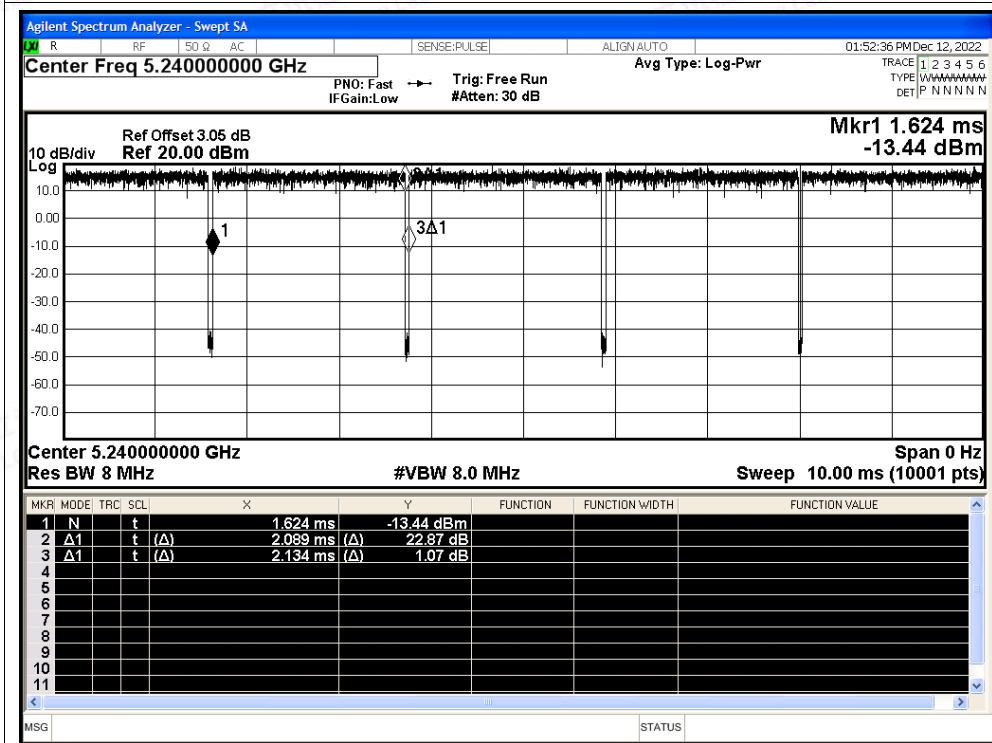 Agilent Spectrum Analyzer - Swept SA
LXI R RF 50 Ω AC SENSE:PULSE ALIGN AUTO 01:52:36 PM Dec 12, 2022
Center Freq 5.240000000 GHz
PNO: Fast
IFGain:Low
Trig: Free Run
#Atten: 30 dB
Avg Type: Log-Pwr
TRACE 1 2 3 4 5 6
TYPE WWWWWW
DET P N N N N N
Ref Offset 3.05 dB
10 dB/div Ref 20.00 dBm
Log
Mkr1 1.624 ms
-13.44 dBm
10.0
0.00
-10.0
-20.0
-30.0
-40.0
-50.0
-60.0
-70.0
1
2Δ1
3Δ1
Center 5.240000000 GHz Span 0 Hz
Res BW 8 MHz #VBW 8.0 MHz Sweep 10.00 ms (10001 pts)
MKR MODE TRC SCL X Y FUNCTION FUNCTION WIDTH FUNCTION VALUE
1 N t 1.624 ms -13.44 dBm
2 Δ1 t (Δ) 2.089 ms (Δ) 22.87 dB
3 Δ1 t (Δ) 2.134 ms (Δ) 1.07 dB
4
5
6
7
8
9
10
11
MSG STATUS